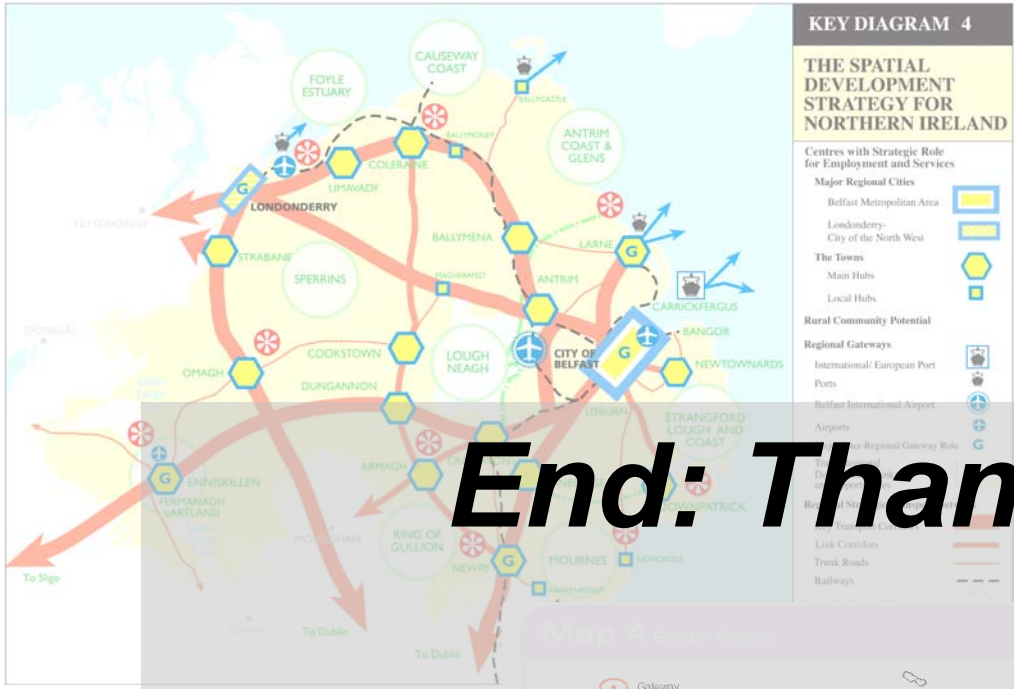 KEY DIAGRAM 4
THE SPATIAL
DEVELOPMENT
STRATEGY FOR
NORTHERN IRELAND
Centres with Strategic Role
for Employment and Services
Major Regional Cities
Belfast Metropolitan Area
Londonderry-
City of the North West
The Towns
Main Hubs
Local Hubs
Rural Community Potential
Regional Gateways
International/ European Port
Ports
Belfast International Airport
Airports
Regional Gateway Role
G
Link Corridors
Trunk Roads
Railways
CAUSEWAY
COAST
FOYLE
ESTUARY
BALLYCASTLE
ANTRIM
COAST &
GLENS
BALLYMONEY
COLERAINE
LIMAVADY
G
LONDONDERRY
LETTERKENNY
STRABANE
SPERRINS
BALLYMENA
LARNE
G
MAGHERAFELT
ANTRIM
CARRICKFERGUS
BANGOR
DONEGAL
COOKSTOWN
LOUGH
NEAGH
CITY OF
BELFAST
G
NEWTOWNARDS
OMAGH
DUNGANNON
LISBURN
STRANGFORD
LOUGH AND
COAST
ARMAGH
G
ENNISKILLEN
FERMANAGH
LAKELAND
DOWNPATRICK
MONAGHAN
RING OF
GULLION
MOURNES
NEWCASTLE
NEWRY
G
WARRENPOINT
To Sligo
To Dublin
To Dublin
End: Than
Map 4 Border Region
Gateway